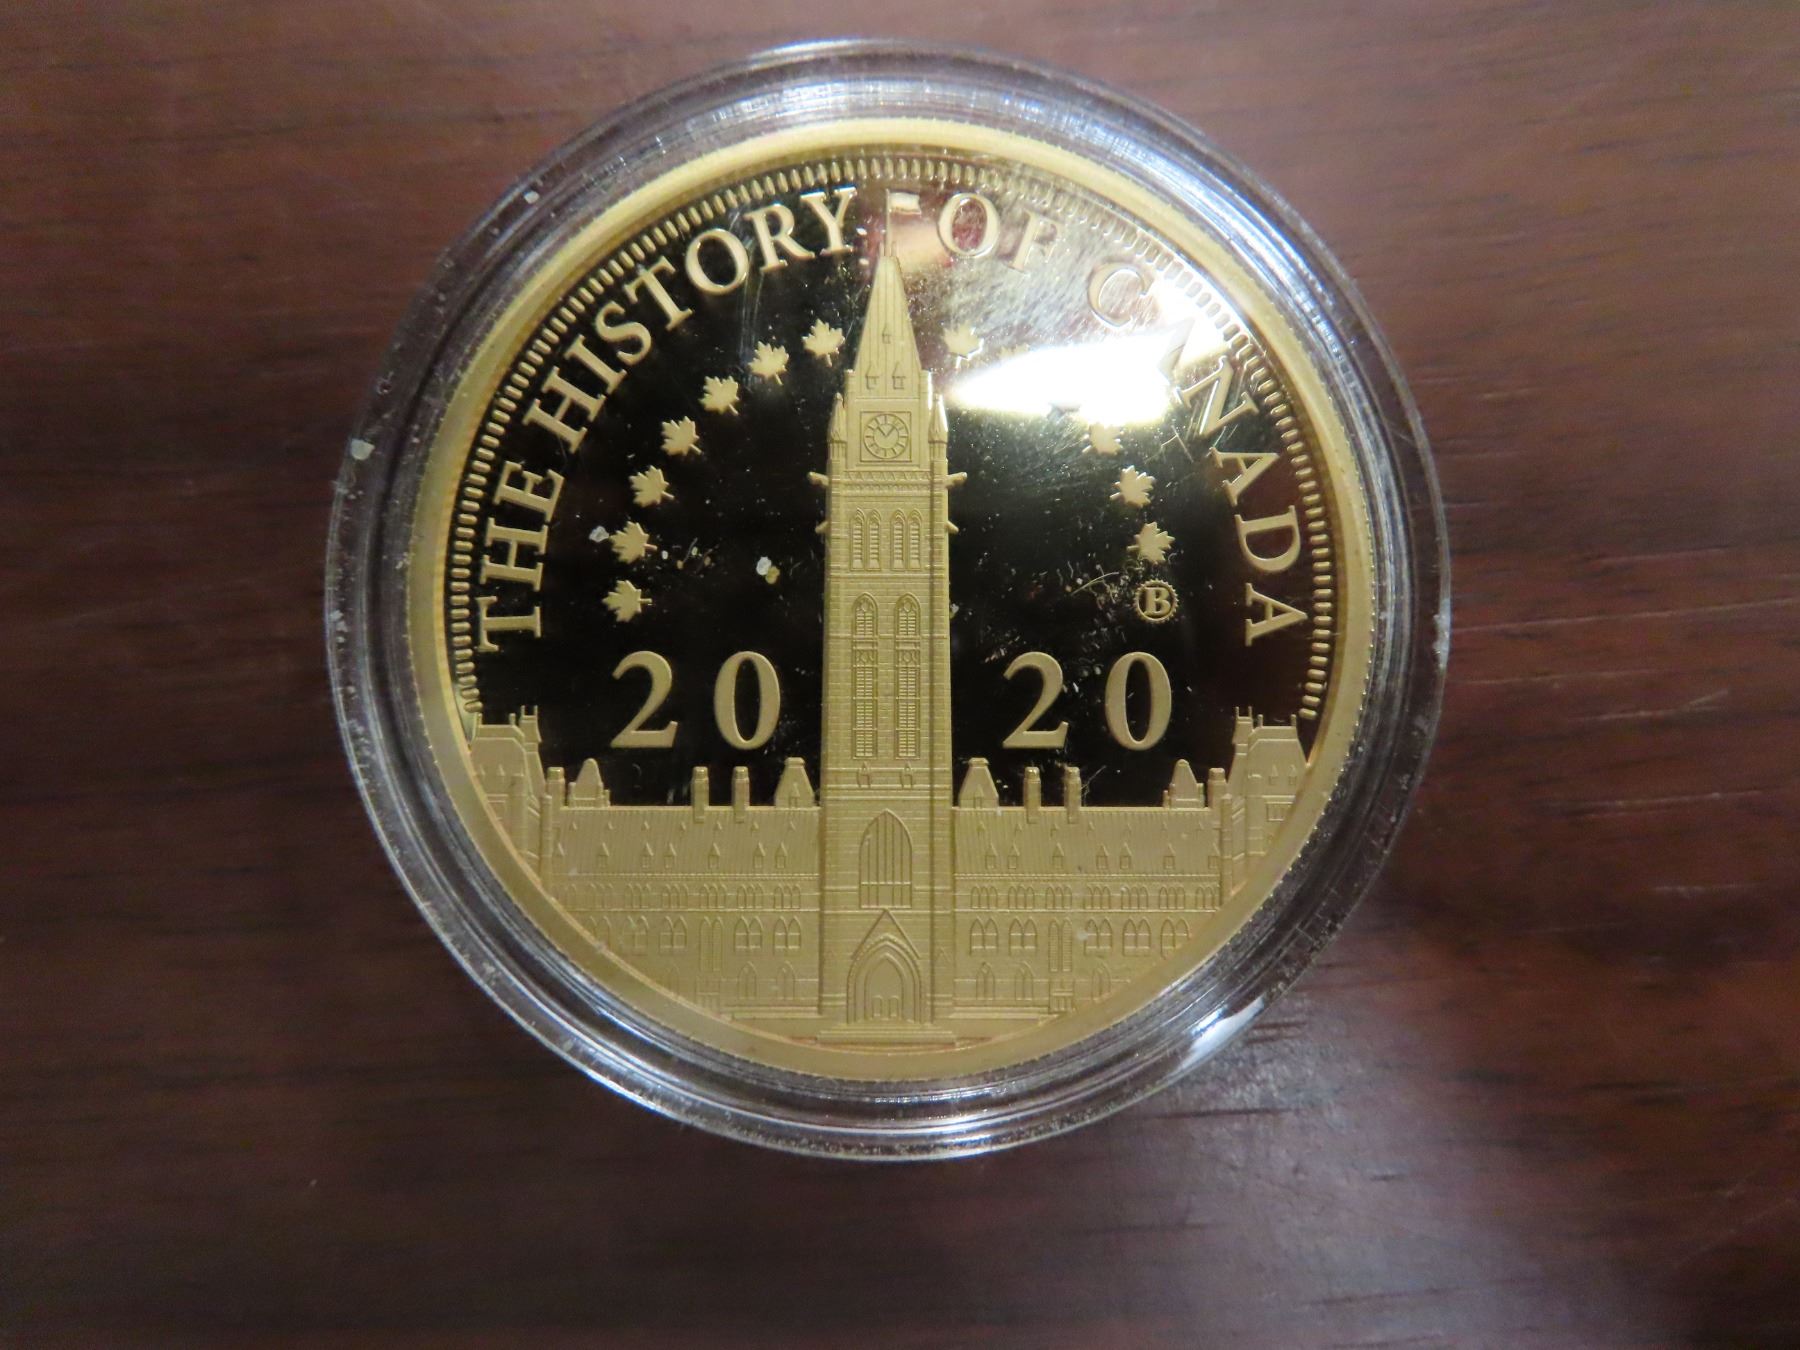 THE HISTORY OF CANADA
20 20
B